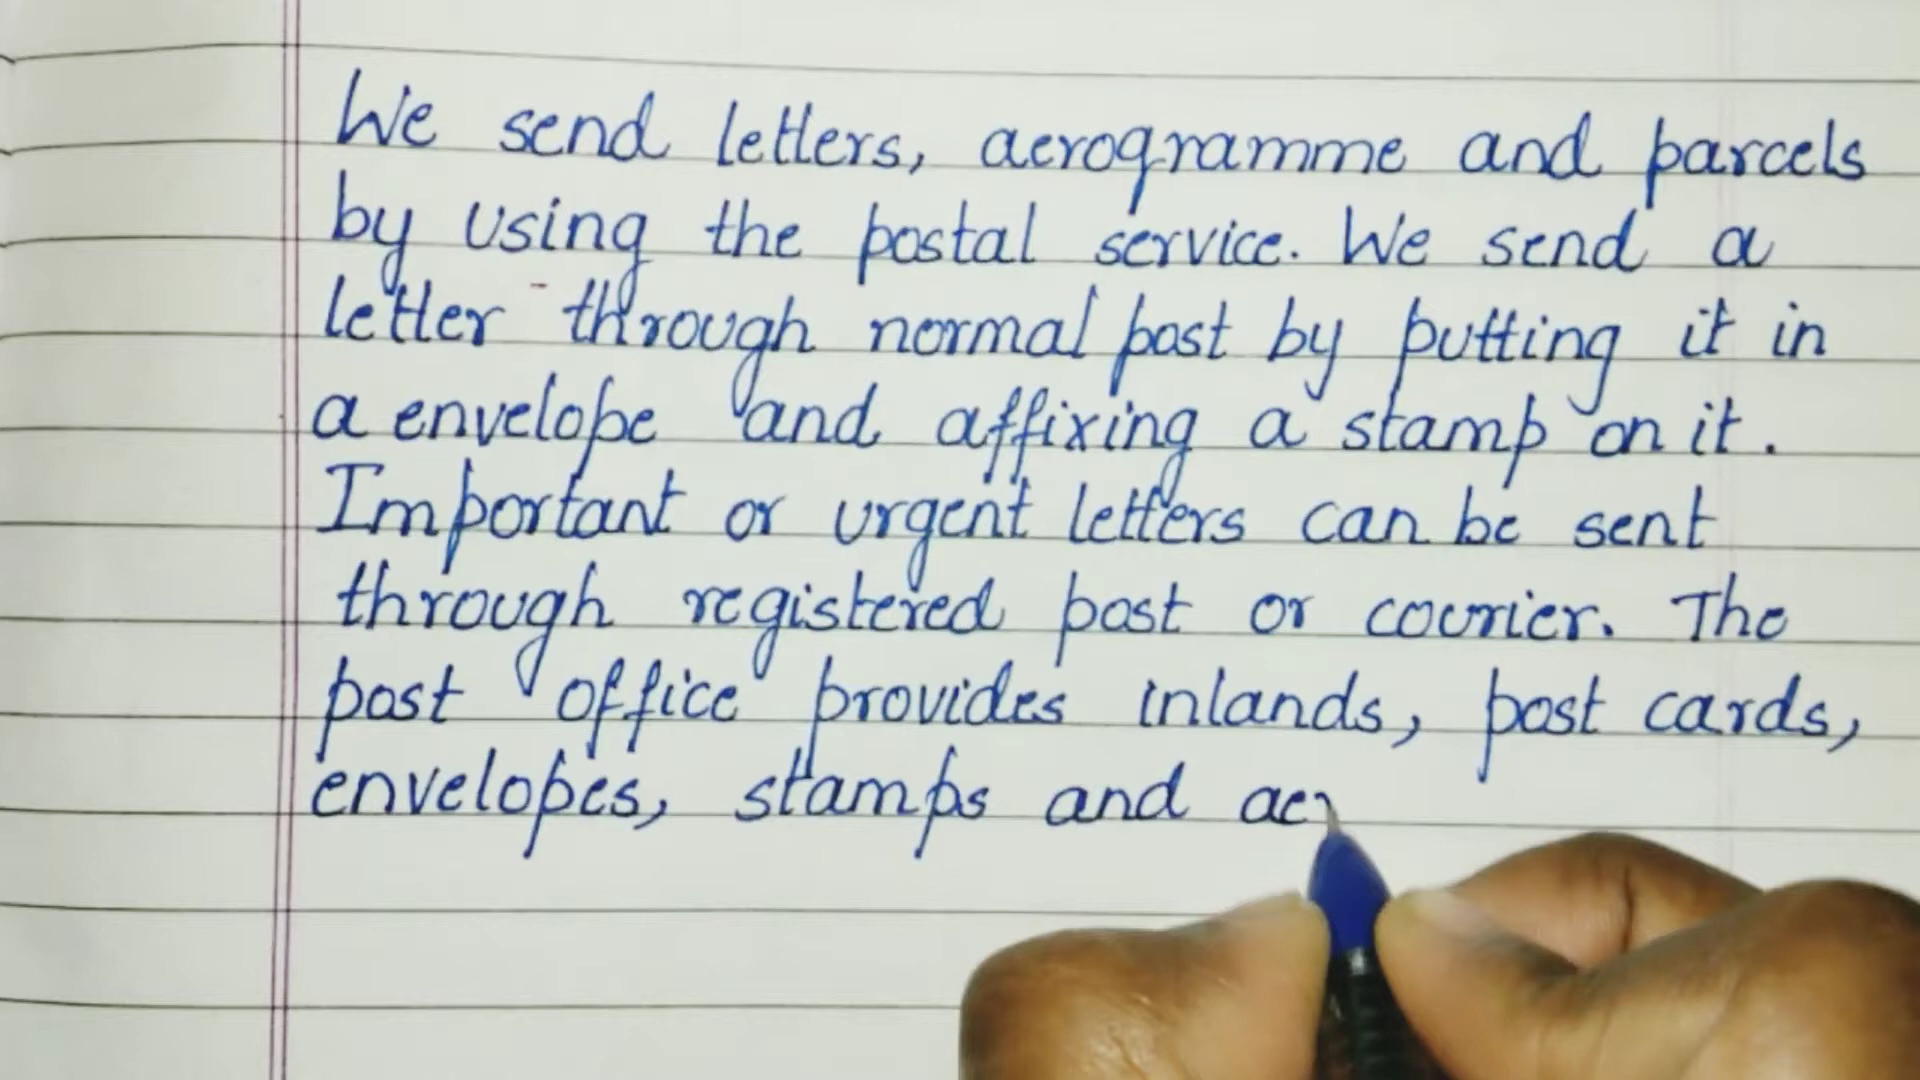 We send letters, aerogramme and parcels
by using the postal service. We send a
letter through normal post by putting it in
a envelope and affixing a stamp on it.
Important or urgent letters can be sent
through registered post or courier. The
post office provides inlands, post cards,
envelopes, stamps and aer